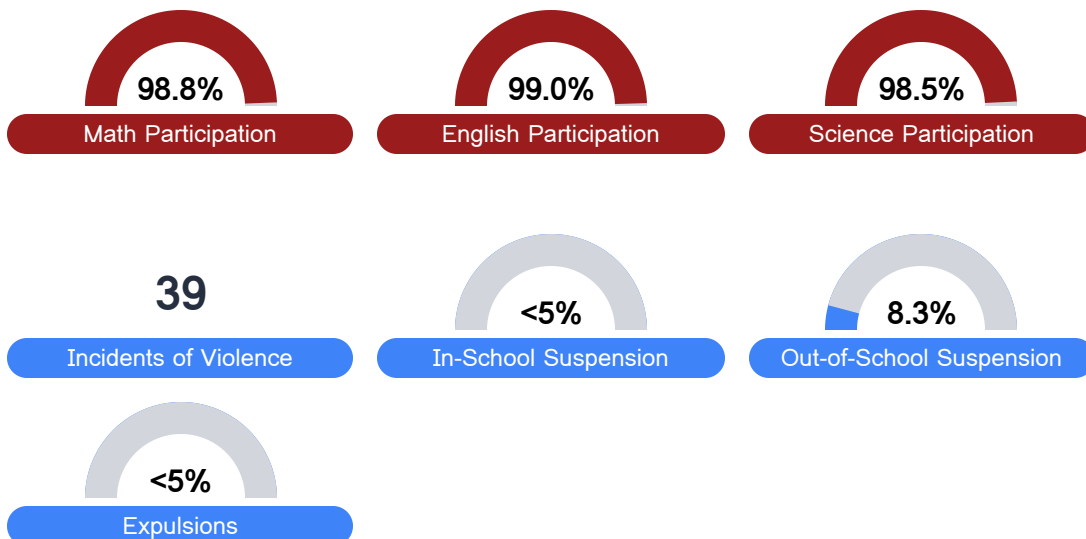 98.8%
Math Participation
99.0%
English Participation
98.5%
Science Participation
39
Incidents of Violence
<5%
In-School Suspension
8.3%
Out-of-School Suspension
<5%
Expulsions